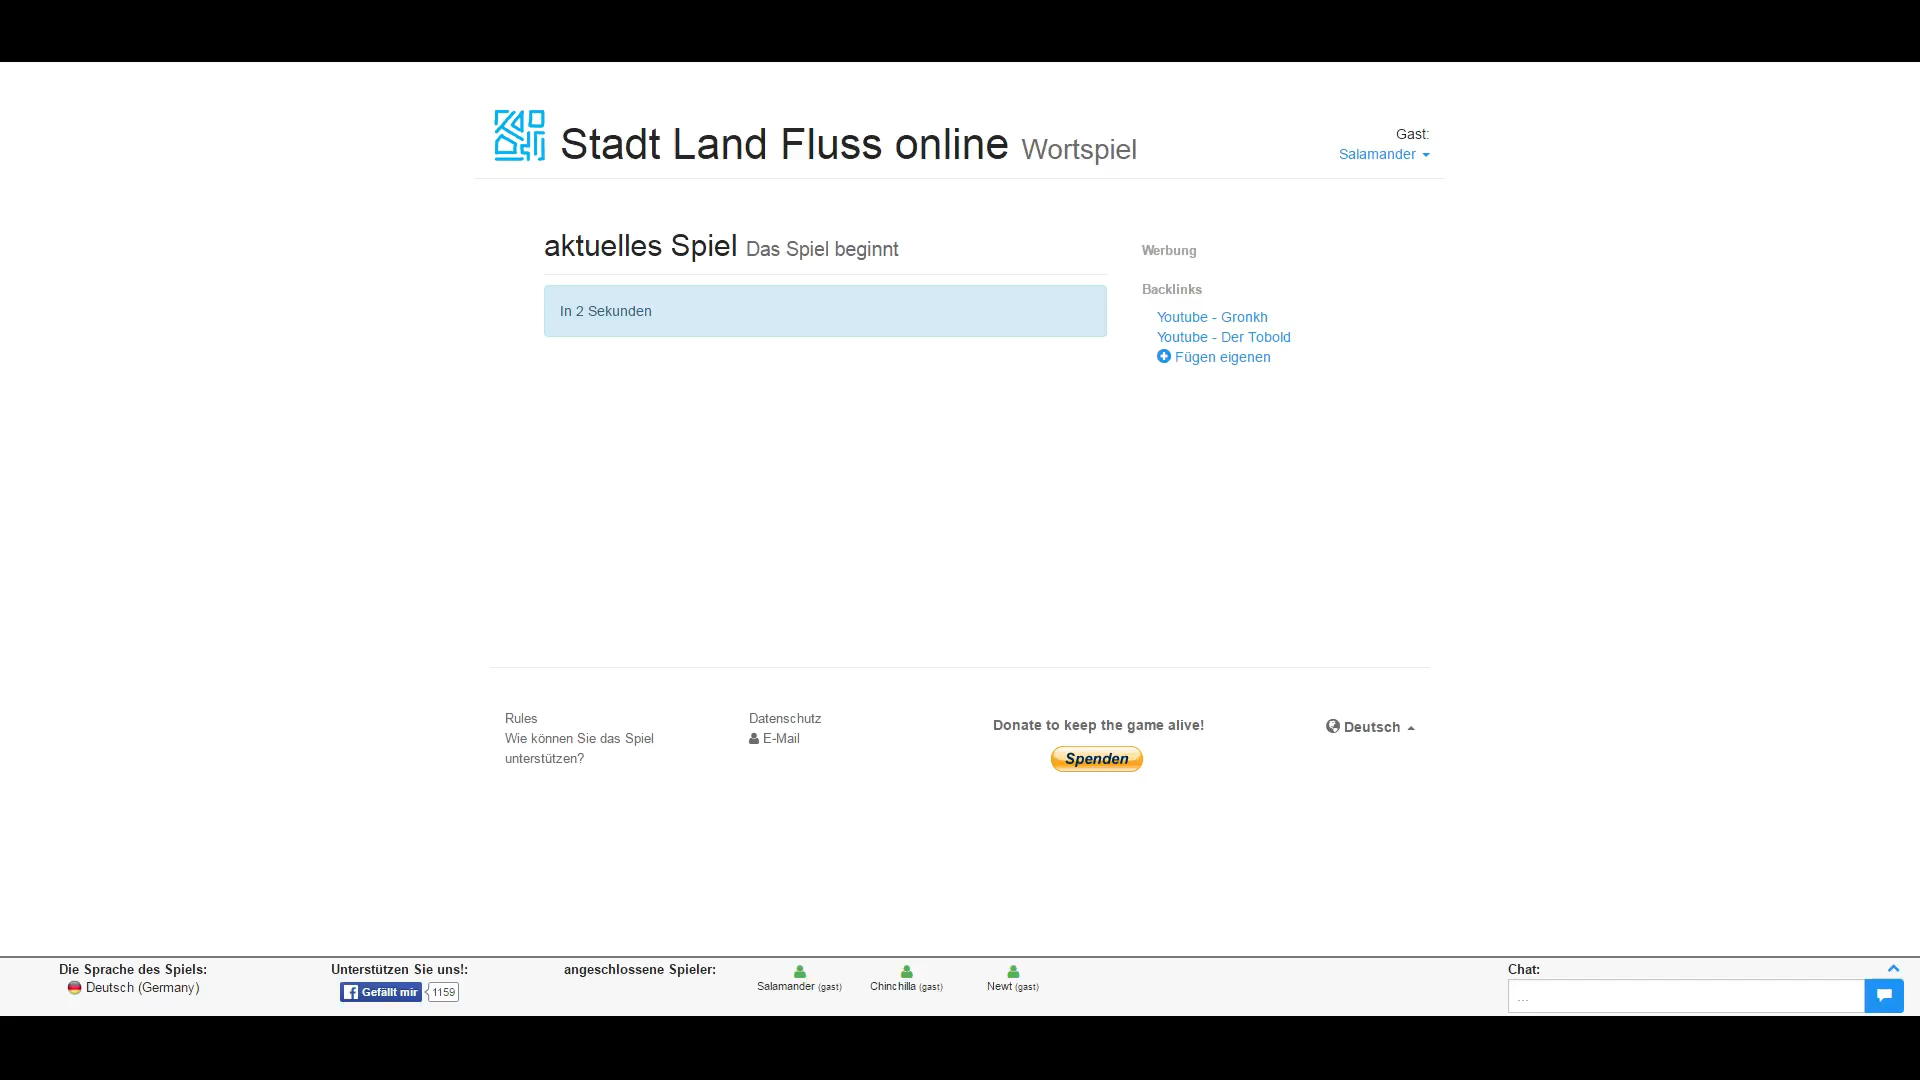 Stadt Land Fluss online Wortspiel
Gast:
Salamander
aktuelles Spiel Das Spiel beginnt
In 2 Sekunden
Werbung
Backlinks
Youtube - Gronkh
Youtube - Der Tobold
Fügen eigenen
Rules
Wie können Sie das Spiel
unterstützen?
Datenschutz
E-Mail
Donate to keep the game alive!
Spenden
Deutsch
Die Sprache des Spiels:
Deutsch (Germany)
Unterstützen Sie uns!:
Gefällt mir 1159
angeschlossene Spieler:
Salamander (gast)
Chinchilla (gast)
Newt (gast)
Chat:
...